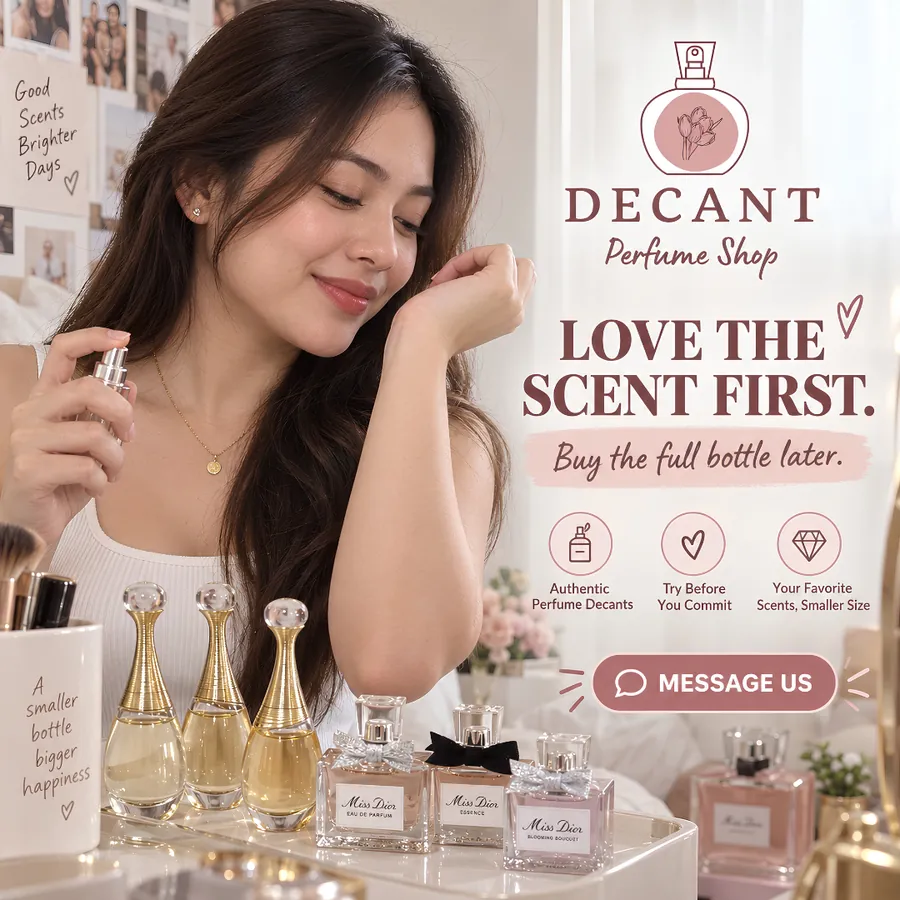 Good
Scents
Brighter
Days
DECANT
Perfume Shop
LOVE THE
SCENT FIRST.
Buy the full bottle later.
Authentic
Perfume Decants
Try Before
You Commit
Your Favorite
Scents, Smaller Size
MESSAGE US
A
smaller
bottle
bigger
happiness
Miss Dior
EAU DE PARFUM
Miss Dior
ESSENCE
Miss Dior
BLOOMING BOUQUET